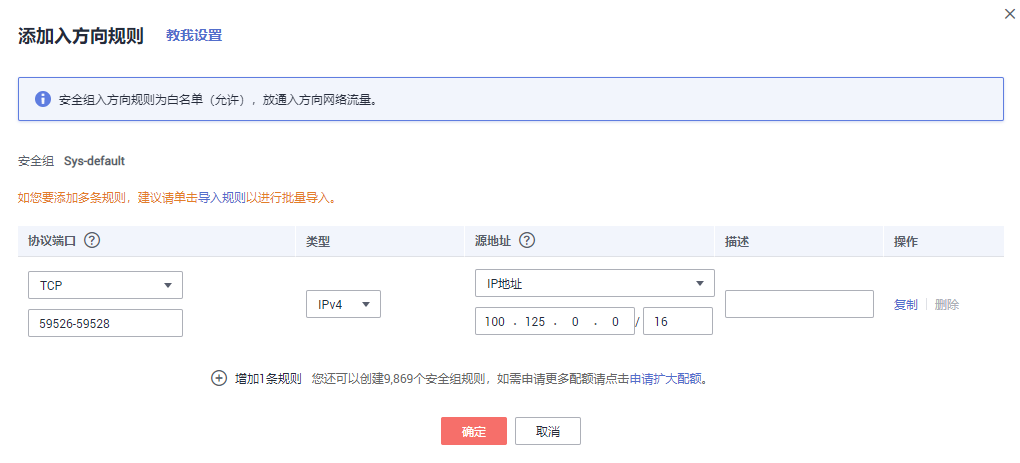 添加入方向规则 教我设置
安全组入方向规则为白名单（允许），放通入方向网络流量。
安全组 Sys-default
如您要添加多条规则，建议请单击导入规则以进行批量导入。
协议端口 ? 类型 源地址 ? 描述 操作
TCP IP地址
IPv4 复制 删除
59526-59528 100 . 125 . 0 . 0 / 16
增加1条规则 您还可以创建9,869个安全组规则，如需申请更多配额请点击申请扩大配额。
确定 取消